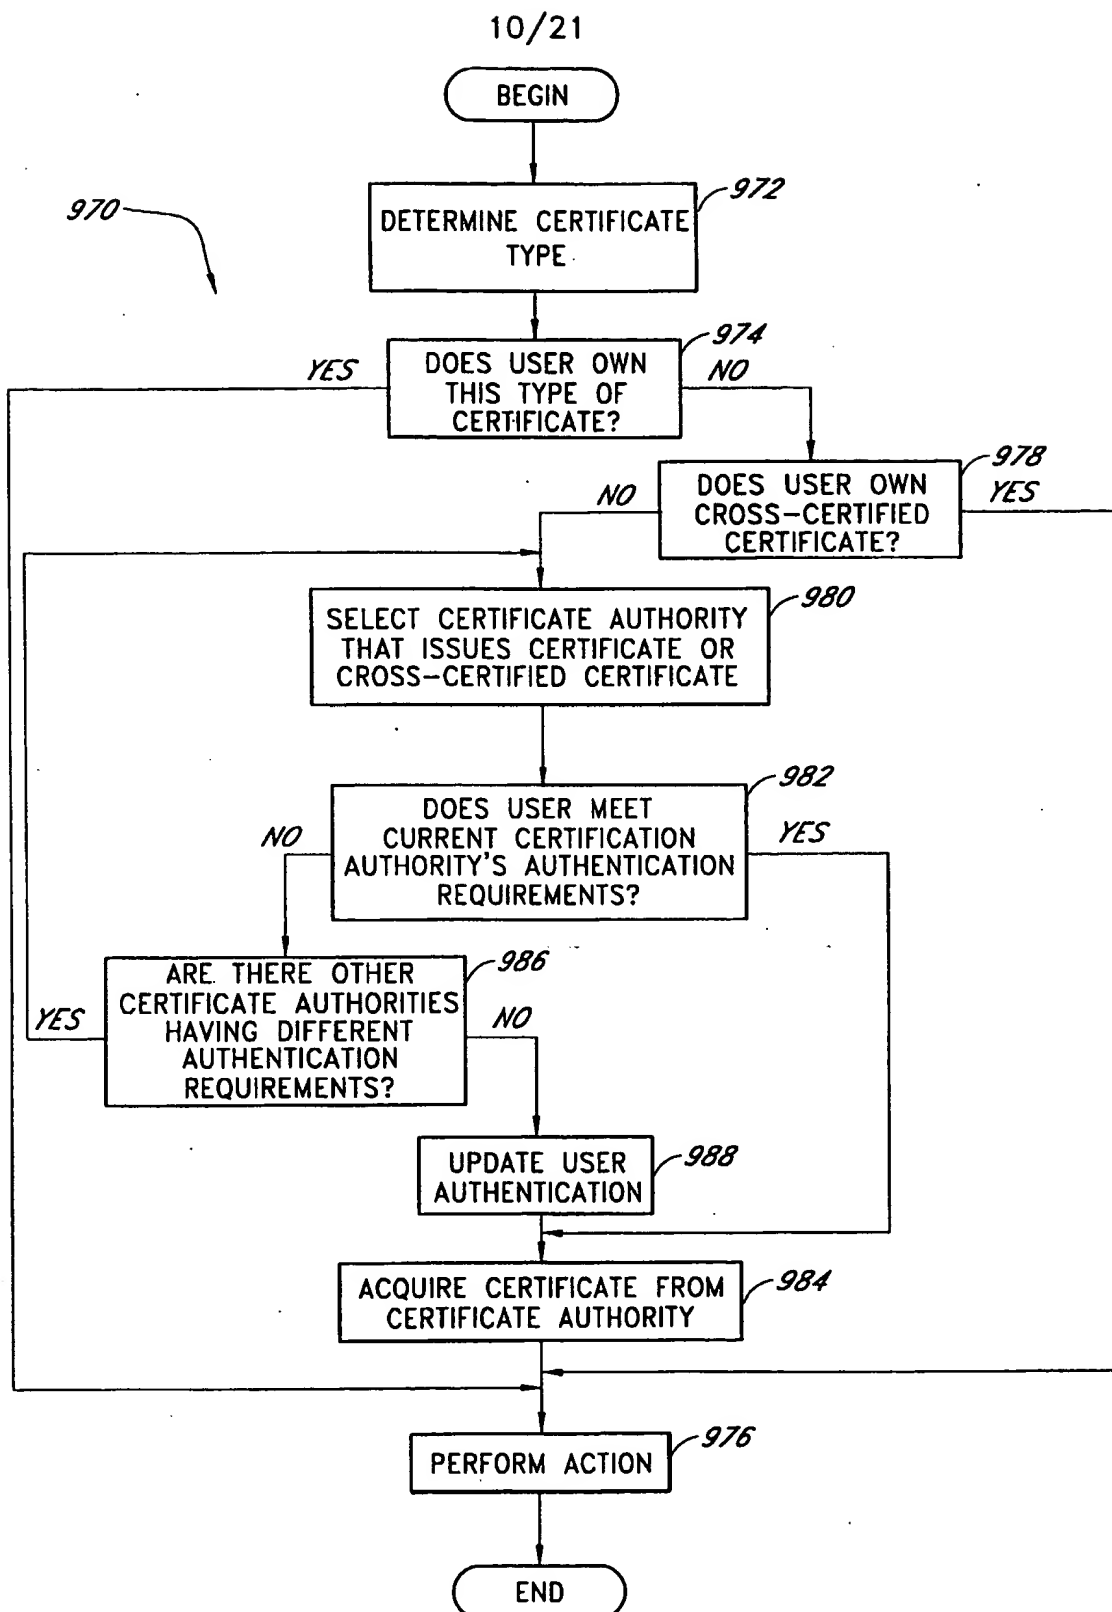 10/21
BEGIN
970
972
DETERMINE CERTIFICATE
TYPE
974
YES
DOES USER OWN
THIS TYPE OF
CERTIFICATE?
NO
978
NO
DOES USER OWN
CROSS-CERTIFIED
CERTIFICATE?
YES
980
SELECT CERTIFICATE AUTHORITY
THAT ISSUES CERTIFICATE OR
CROSS-CERTIFIED CERTIFICATE
982
NO
DOES USER MEET
CURRENT CERTIFICATION
AUTHORITY'S AUTHENTICATION
REQUIREMENTS?
YES
986
YES
ARE THERE OTHER
CERTIFICATE AUTHORITIES
HAVING DIFFERENT
AUTHENTICATION
REQUIREMENTS?
NO
988
UPDATE USER
AUTHENTICATION
984
ACQUIRE CERTIFICATE FROM
CERTIFICATE AUTHORITY
976
PERFORM ACTION
END